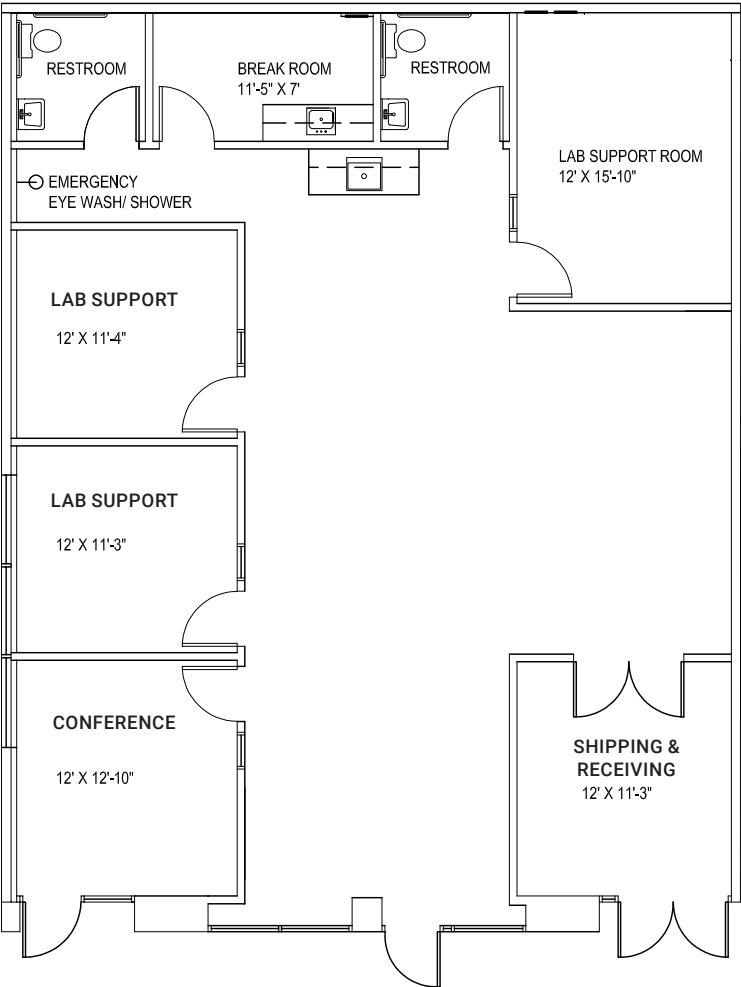 RESTROOM
BREAK ROOM
11'-5" X 7'
RESTROOM
LAB SUPPORT ROOM
12' X 15'-10"
EMERGENCY
EYE WASH/ SHOWER
LAB SUPPORT
12' X 11'-4"
LAB SUPPORT
12' X 11'-3"
CONFERENCE
12' X 12'-10"
SHIPPING &
RECEIVING
12' X 11'-3"